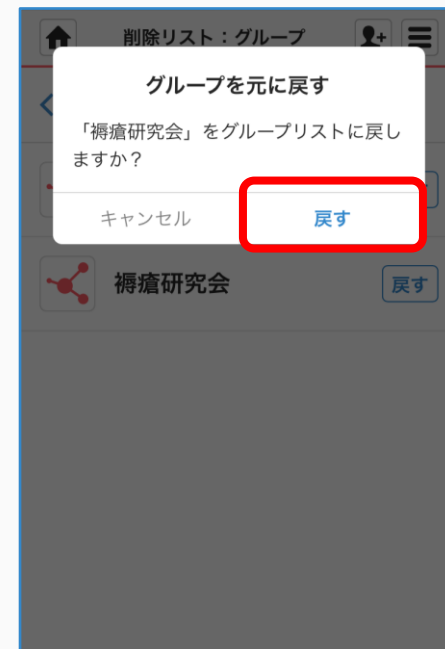 削除リスト：グループ
グループを元に戻す
「褥瘡研究会」をグループリストに戻し
ますか？
キャンセル
戻す
褥瘡研究会
戻す